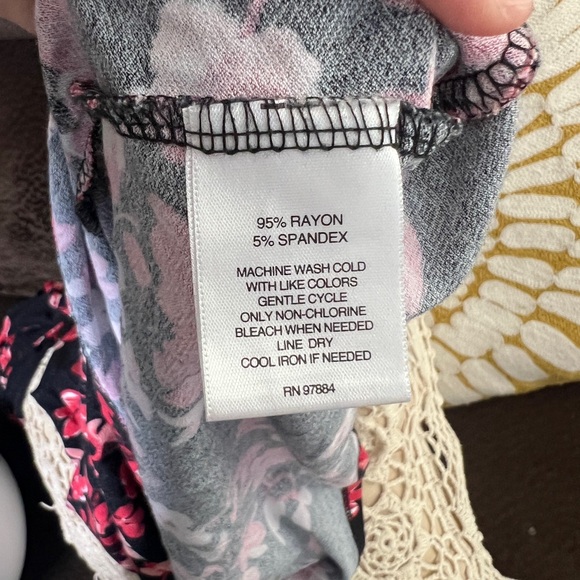 95% RAYON
5% SPANDEX
MACHINE WASH COLD
WITH LIKE COLORS
GENTLE CYCLE
ONLY NON-CHLORINE
BLEACH WHEN NEEDED
LINE DRY
COOL IRON IF NEEDED
RN 97884